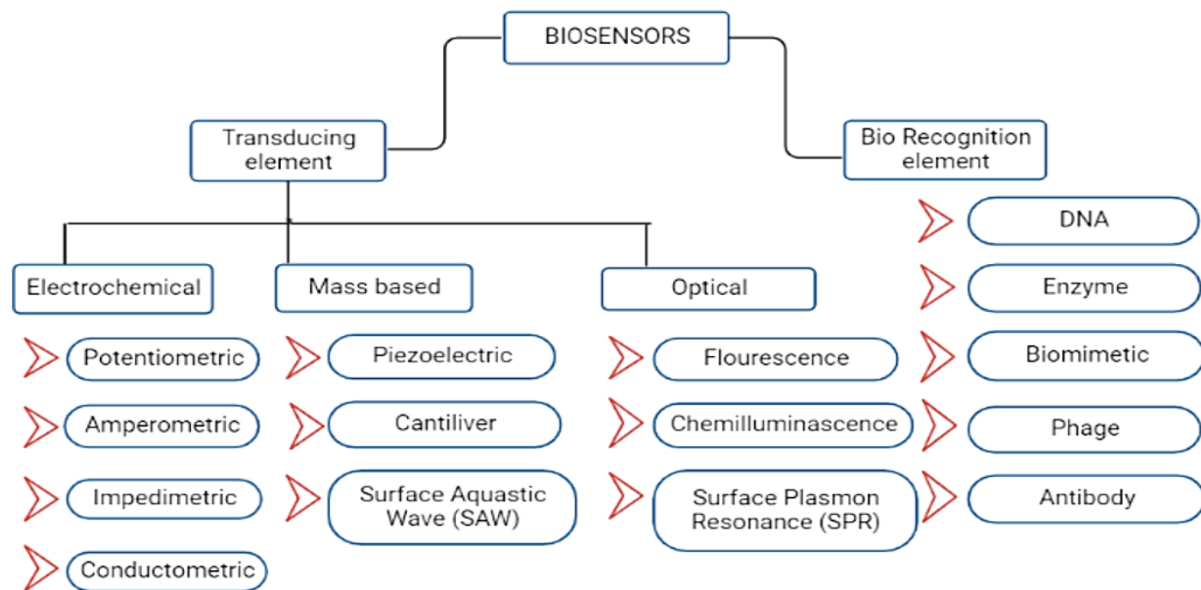 BIOSENSORS
Transducing
element
Bio Recognition
element
Electrochemical
Mass based
Optical
Potentiometric
Amperometric
Impedimetric
Conductometric
Piezoelectric
Cantiliver
Surface Aquastic
Wave (SAW)
Flourescence
Chemilluminascence
Surface Plasmon
Resonance (SPR)
DNA
Enzyme
Biomimetic
Phage
Antibody